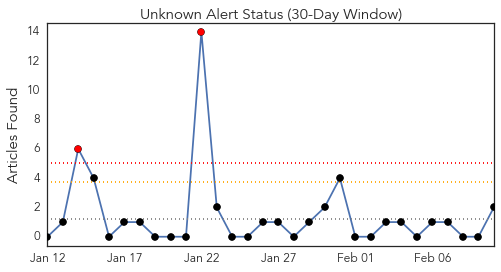 Unknown Alert Status (30-Day Window)
Articles Found
14
12
10
8
6
4
2
0
Jan 12 Jan 17 Jan 22 Jan 27 Feb 01 Feb 06